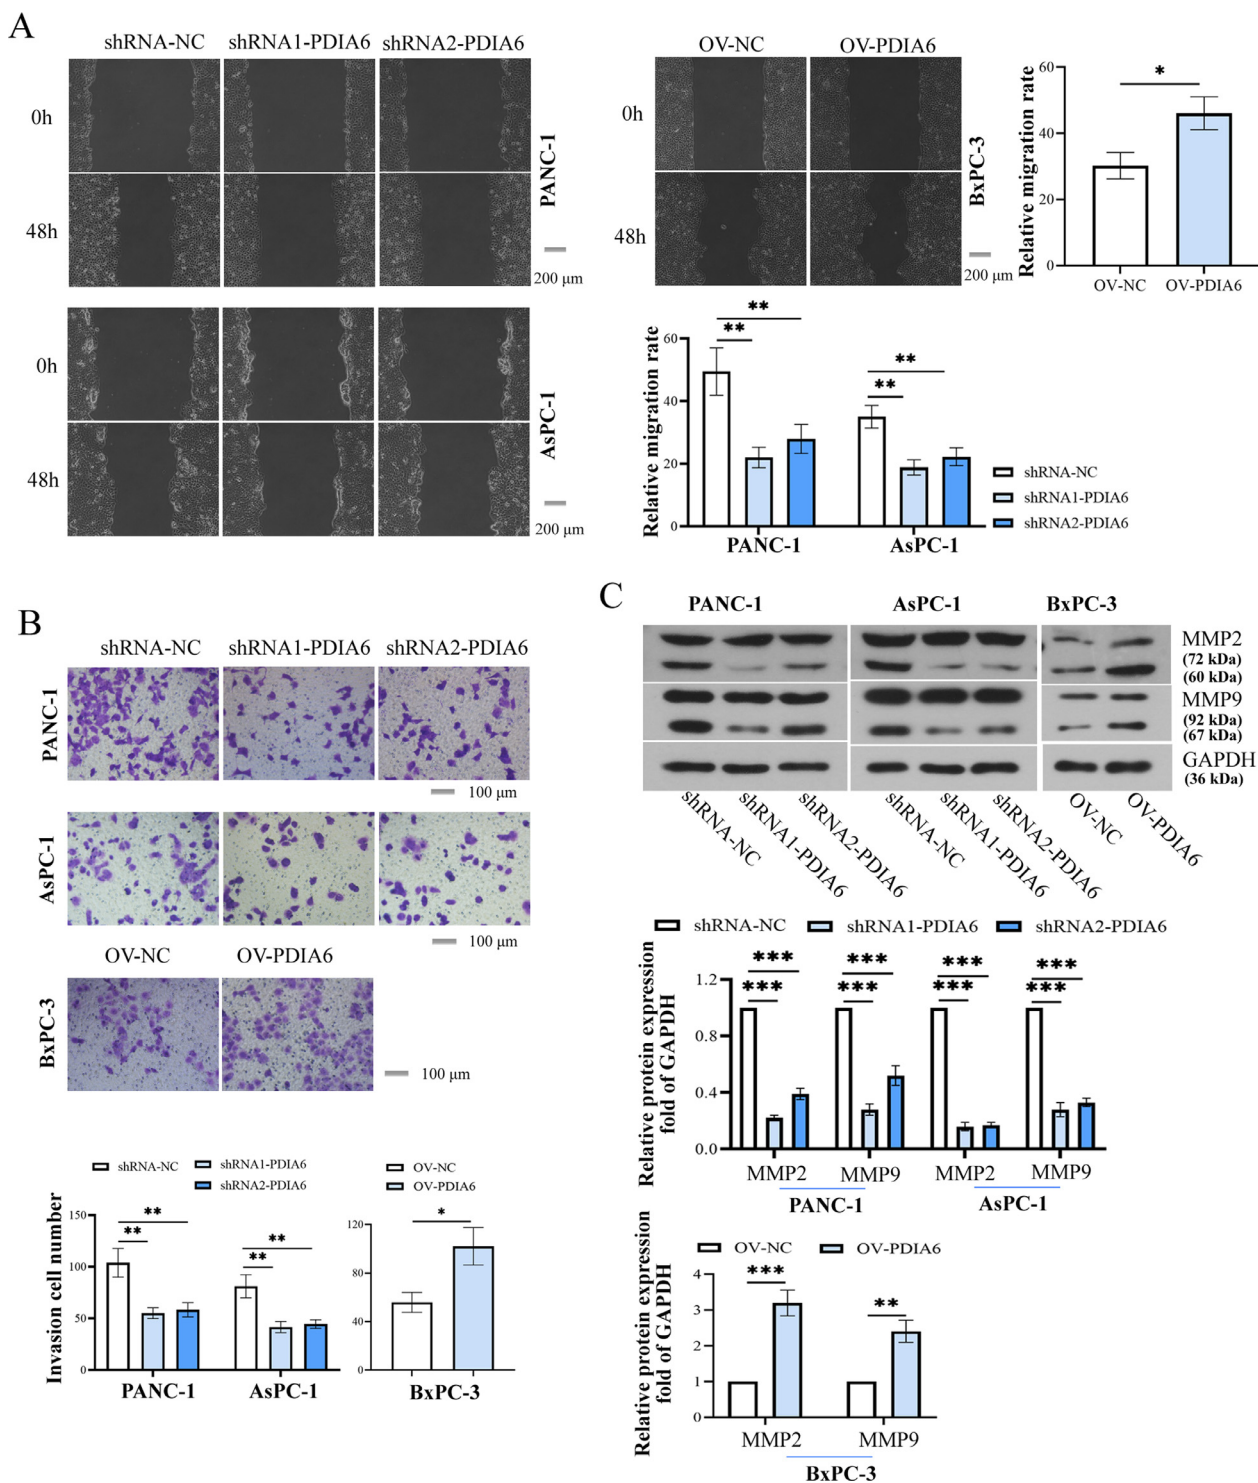 A
shRNA-NC shRNA1-PDIA6 shRNA2-PDIA6
0h
48h
PANC-1
200 μm
0h
48h
AsPC-1
200 μm
OV-NC OV-PDIA6
0h
48h
BxPC-3
200 μm
Relative migration rate
60
40
20
0
*
OV-NC OV-PDIA6
Relative migration rate
60
40
20
0
**
**
**
**
PANC-1 AsPC-1
shRNA-NC
shRNA1-PDIA6
shRNA2-PDIA6
B
shRNA-NC shRNA1-PDIA6 shRNA2-PDIA6
PANC-1
100 μm
AsPC-1
100 μm
OV-NC OV-PDIA6
BxPC-3
100 μm
shRNA-NC
shRNA1-PDIA6
shRNA2-PDIA6
Invasion cell number
150
100
50
0
**
**
**
**
PANC-1 AsPC-1
OV-NC
OV-PDIA6
120
80
40
0
*
BxPC-3
C
PANC-1 AsPC-1 BxPC-3
MMP2
(72 kDa)
(60 kDa)
MMP9
(92 kDa)
(67 kDa)
GAPDH
(36 kDa)
shRNA-NC
shRNA1-PDIA6
shRNA2-PDIA6
shRNA-NC
shRNA1-PDIA6
shRNA2-PDIA6
OV-NC
OV-PDIA6
shRNA-NC shRNA1-PDIA6 shRNA2-PDIA6
Relative protein expression
fold of GAPDH
1.2
0.8
0.4
0.0
*** *** *** ***
*** *** *** ***
MMP2 MMP9 MMP2 MMP9
PANC-1 AsPC-1
OV-NC OV-PDIA6
Relative protein expression
fold of GAPDH
4
3
2
1
0
***
**
MMP2 MMP9
BxPC-3